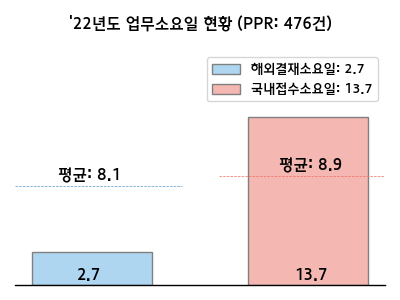 '22년도 업무소요일 현황 (PPR: 476건)
해외결재소요일: 2.7
국내접수소요일: 13.7
평균: 8.1
평균: 8.9
2.7
13.7